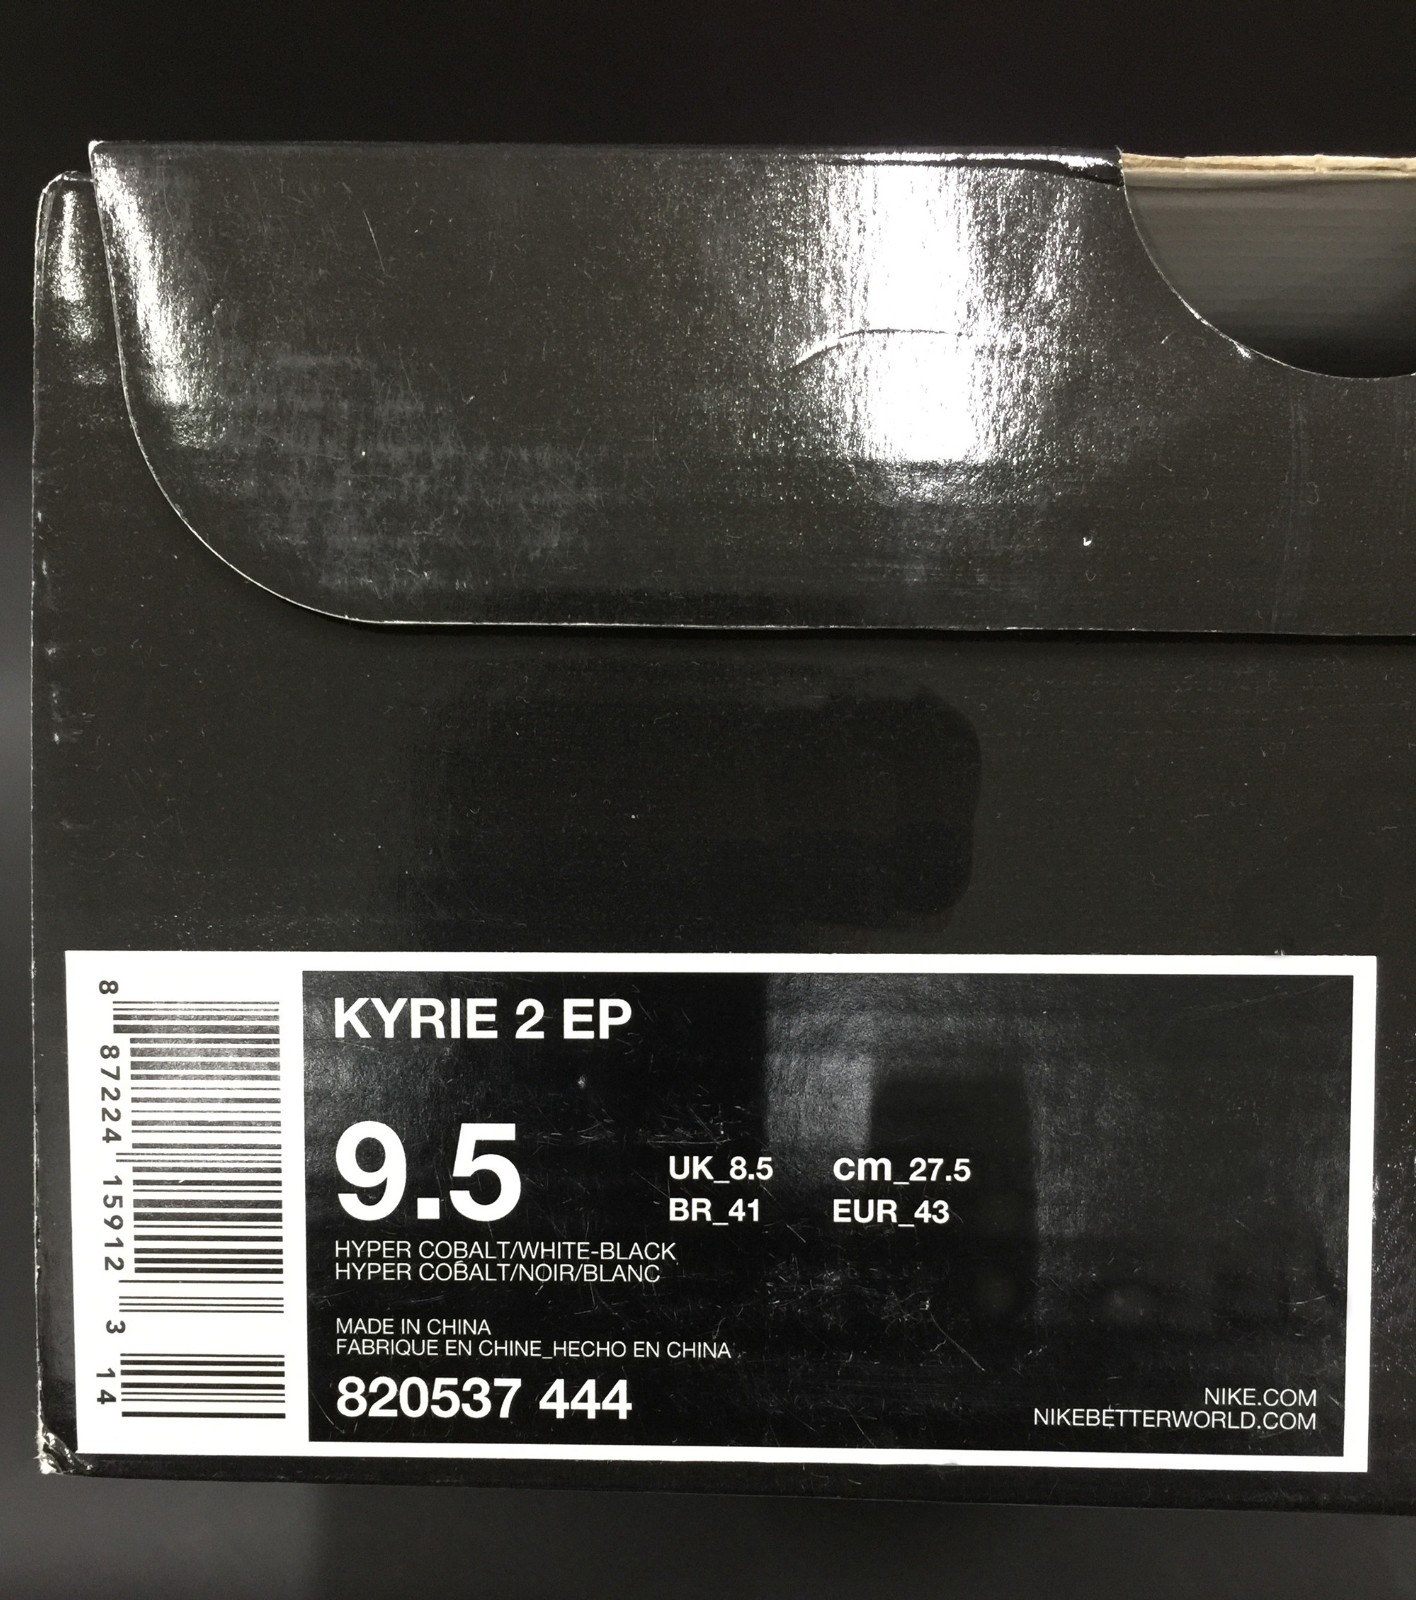 8 87224 15912 3 14
KYRIE 2 EP
9.5
UK_8.5 cm_27.5
BR_41 EUR_43
HYPER COBALT/WHITE-BLACK
HYPER COBALT/NOIR/BLANC
MADE IN CHINA
FABRIQUE EN CHINE_HECHO EN CHINA
820537 444
NIKE.COM
NIKEBETTERWORLD.COM